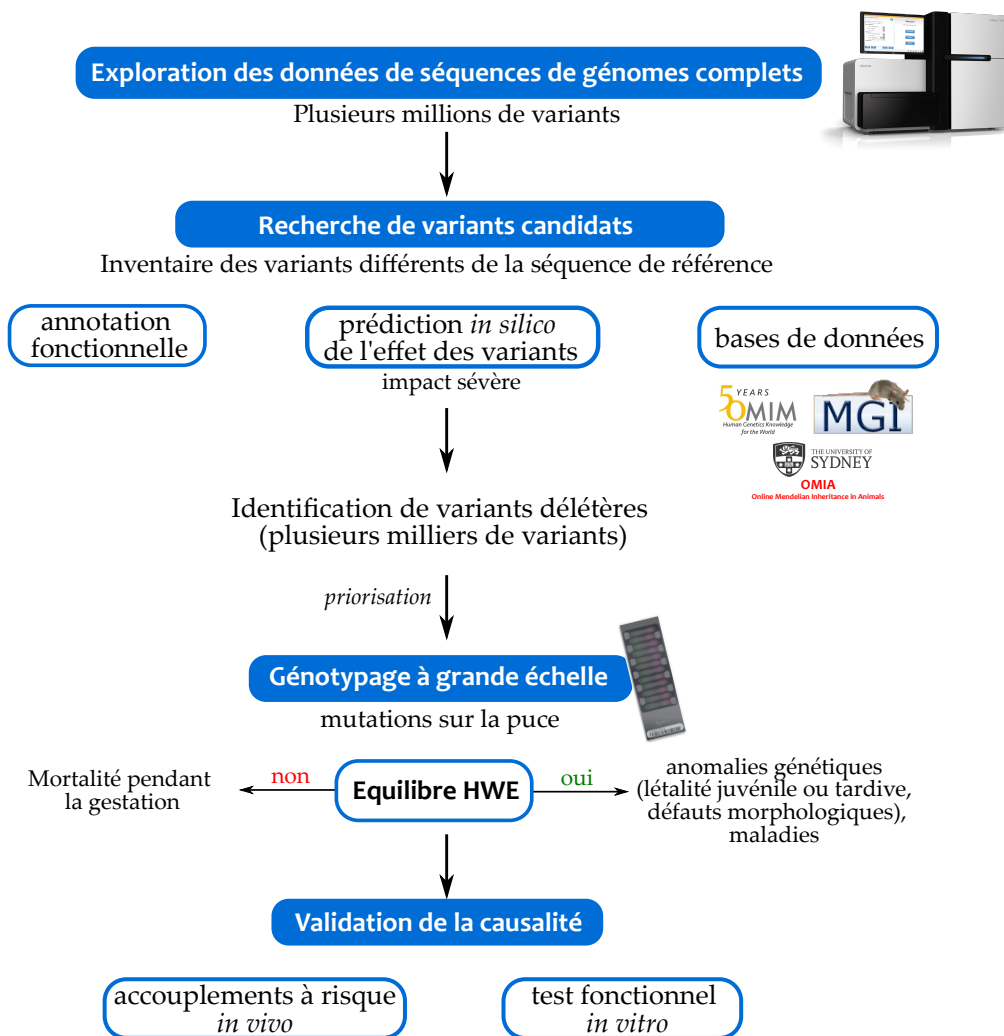 Exploration des données de séquences de génomes complets
Plusieurs millions de variants
Recherche de variants candidats
Inventaire des variants différents de la séquence de référence
annotation
fonctionnelle
prédiction in silico
de l'effet des variants
impact sévère
bases de données
50 YEARS
OMIM
Human Genetics Knowledge
for the World
MGI
THE UNIVERSITY OF
SYDNEY
OMIA
Online Mendelian Inheritance in Animals
Identification de variants délétères
(plusieurs milliers de variants)
priorisation
Génotypage à grande échelle
mutations sur la puce
Mortalité pendant
la gestation
non
Equilibre HWE
oui
anomalies génétiques
(létalité juvénile ou tardive,
défauts morphologiques),
maladies
Validation de la causalité
accouplements à risque
in vivo
test fonctionnel
in vitro